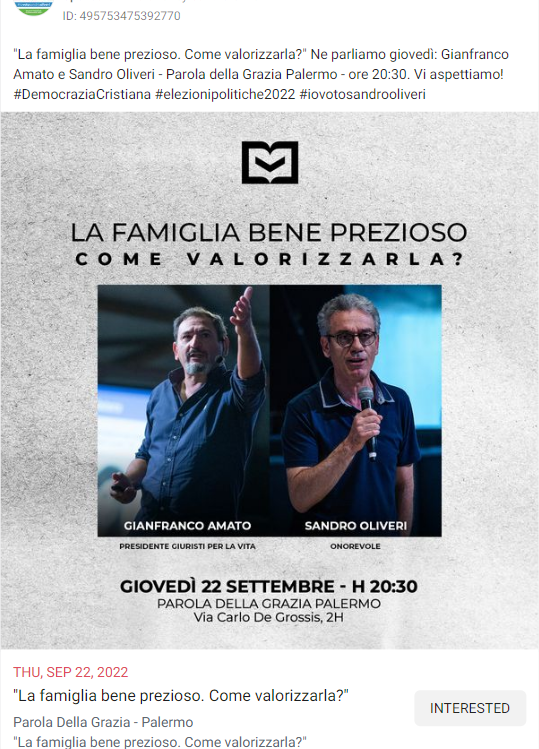 ID: 495753475392770
"La famiglia bene prezioso. Come valorizzarla?" Ne parliamo giovedì: Gianfranco
Amato e Sandro Oliveri - Parola della Grazia Palermo - ore 20:30. Vi aspettiamo!
#DemocraziaCristiana #elezionipolitiche2022 #iovotosandrooliveri
LA FAMIGLIA BENE PREZIOSO
COME VALORIZZARLA?
GIANFRANCO AMATO
SANDRO OLIVERI
PRESIDENTE GIURISTI PER LA VITA
ONOREVOLE
GIOVEDÌ 22 SETTEMBRE - H 20:30
PAROLA DELLA GRAZIA PALERMO
Via Carlo De Grossis, 2H
THU, SEP 22, 2022
"La famiglia bene prezioso. Come valorizzarla?"
INTERESTED
Parola Della Grazia - Palermo
"La famiglia bene prezioso. Come valorizzarla?"